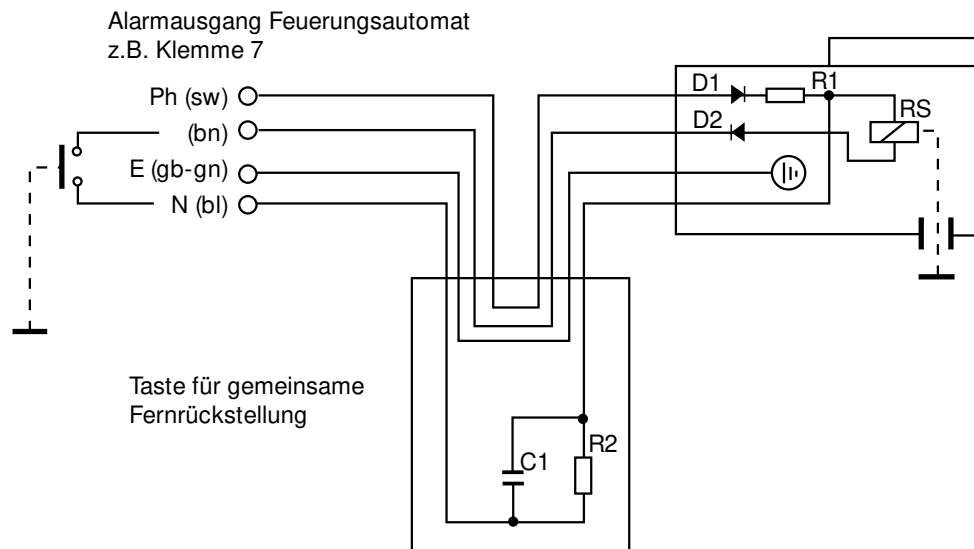 Alarmausgang Feuerungsautomat
z.B. Klemme 7
Ph (sw)
(bn)
E (gb-gn)
N (bl)
D1
R1
D2
RS
Taste für gemeinsame
Fernrückstellung
C1
R2